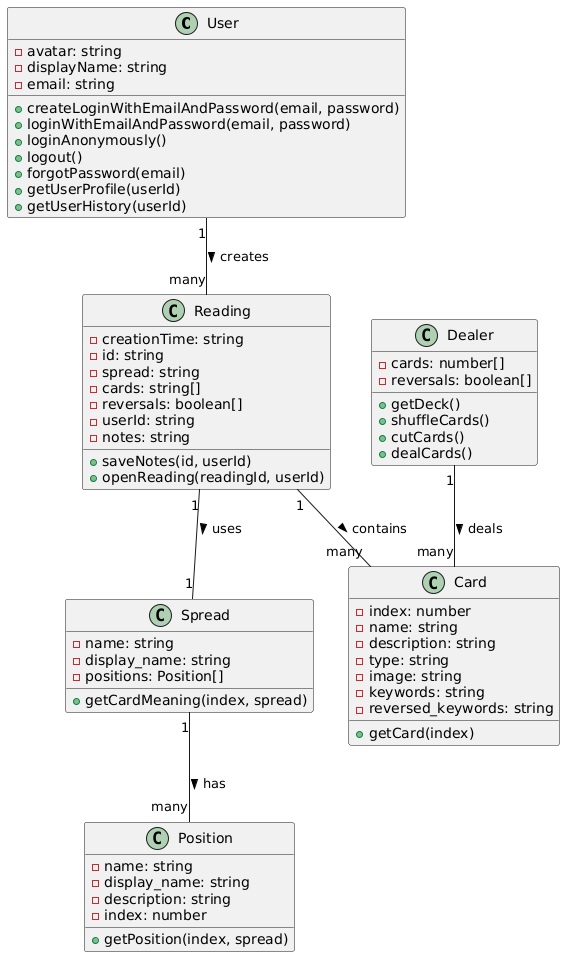 C User
avatar: string
displayName: string
email: string
createLoginWithEmailAndPassword(email, password)
loginWithEmailAndPassword(email, password)
loginAnonymously()
logout()
forgotPassword(email)
getUserProfile(userId)
getUserHistory(userId)
1
creates
many
C Reading
creationTime: string
id: string
spread: string
cards: string[]
reversals: boolean[]
userId: string
notes: string
saveNotes(id, userId)
openReading(readingId, userId)
C Dealer
cards: number[]
reversals: boolean[]
getDeck()
shuffleCards()
cutCards()
dealCards()
1
uses
1
1
contains
many
1
deals
many
C Spread
name: string
display_name: string
positions: Position[]
getCardMeaning(index, spread)
C Card
index: number
name: string
description: string
type: string
image: string
keywords: string
reversed_keywords: string
getCard(index)
1
has
many
C Position
name: string
display_name: string
description: string
index: number
getPosition(index, spread)